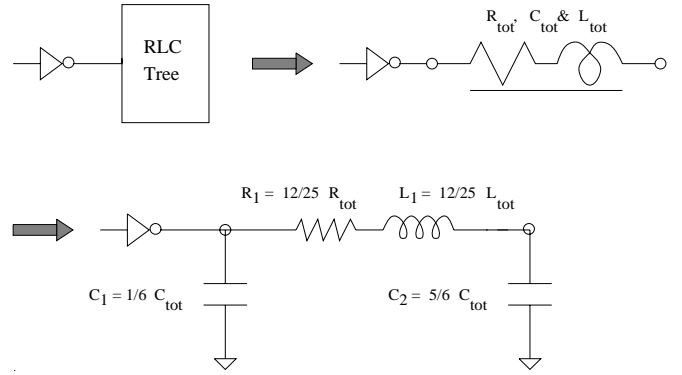 RLC
Tree
R_tot, C_tot & L_tot
R_1 = 12/25 R_tot
L_1 = 12/25 L_tot
C_1 = 1/6 C_tot
C_2 = 5/6 C_tot